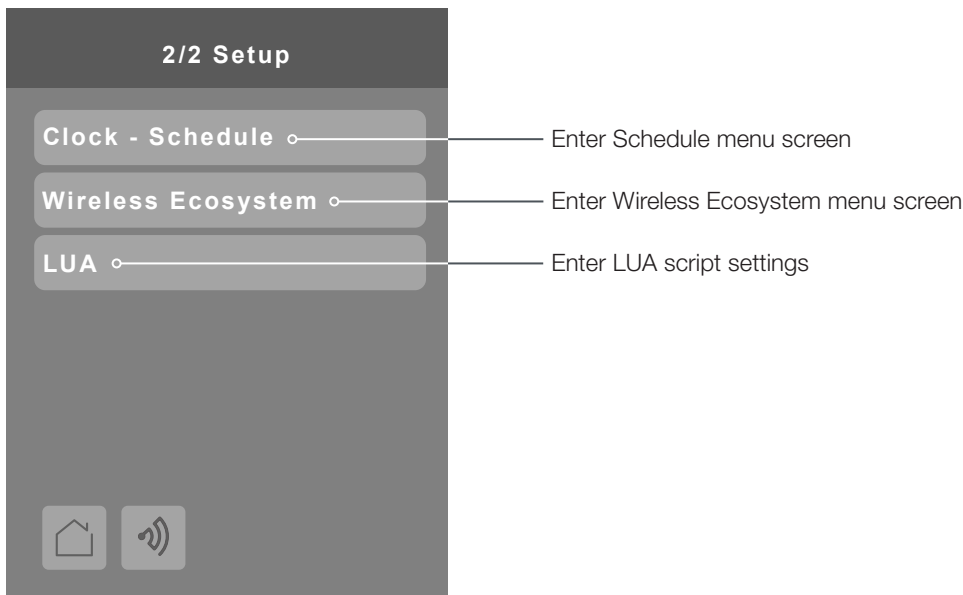 2/2 Setup
Clock - Schedule
Enter Schedule menu screen
Wireless Ecosystem
Enter Wireless Ecosystem menu screen
LUA
Enter LUA script settings